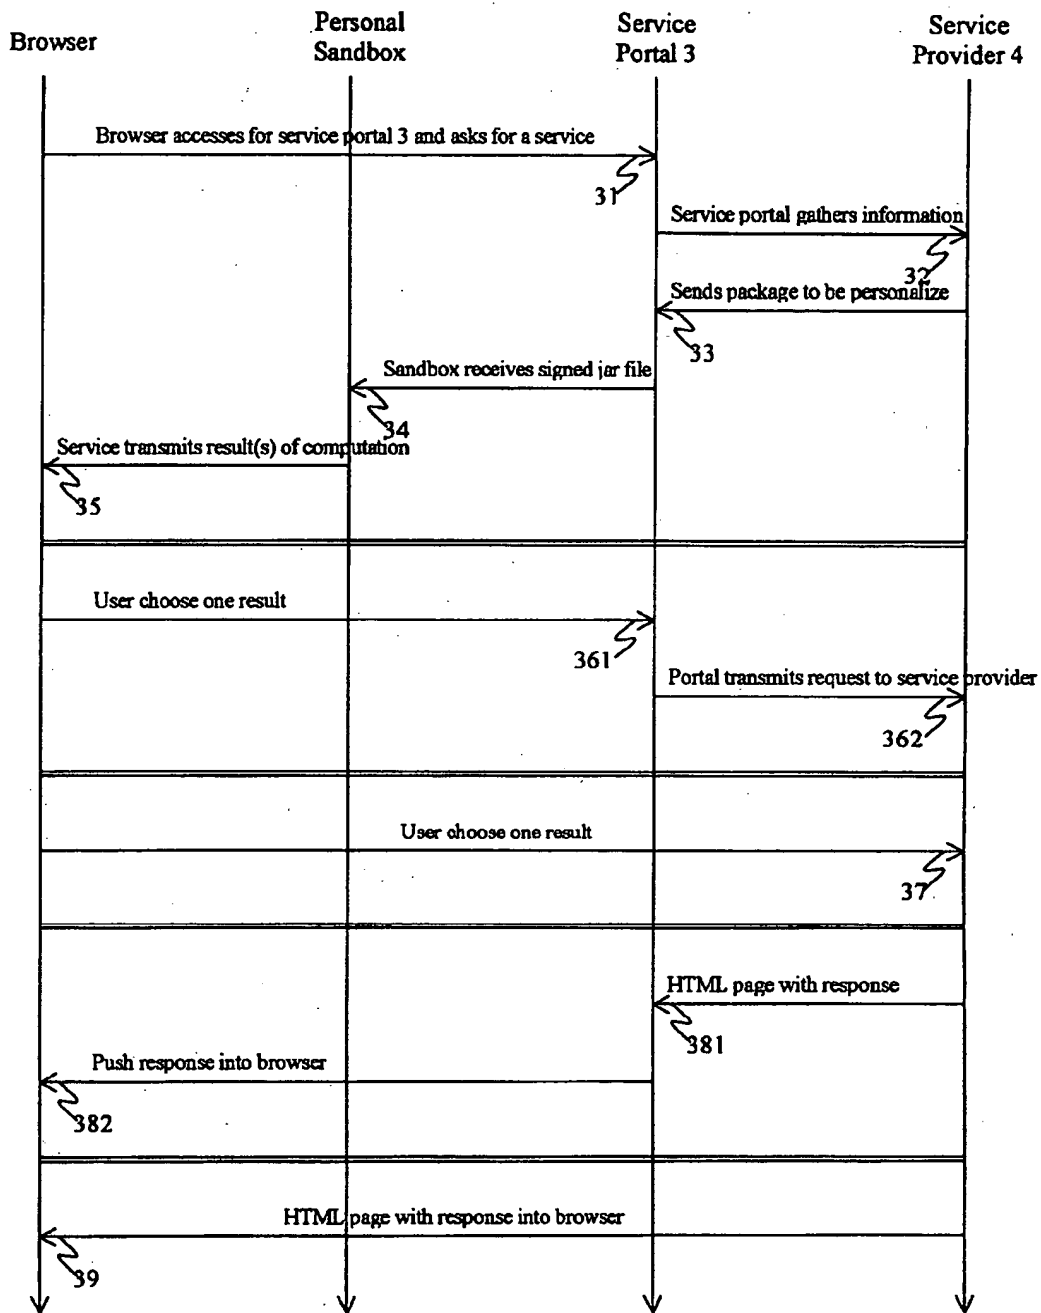 Browser
Personal
Sandbox
Service
Portal 3
Service
Provider 4
Browser accesses for service portal 3 and asks for a service
31
Service portal gathers information
32
Sends package to be personalize
33
Sandbox receives signed jar file
34
Service transmits result(s) of computation
35
User choose one result
361
Portal transmits request to service provider
362
User choose one result
37
HTML page with response
381
Push response into browser
382
HTML page with response into browser
39